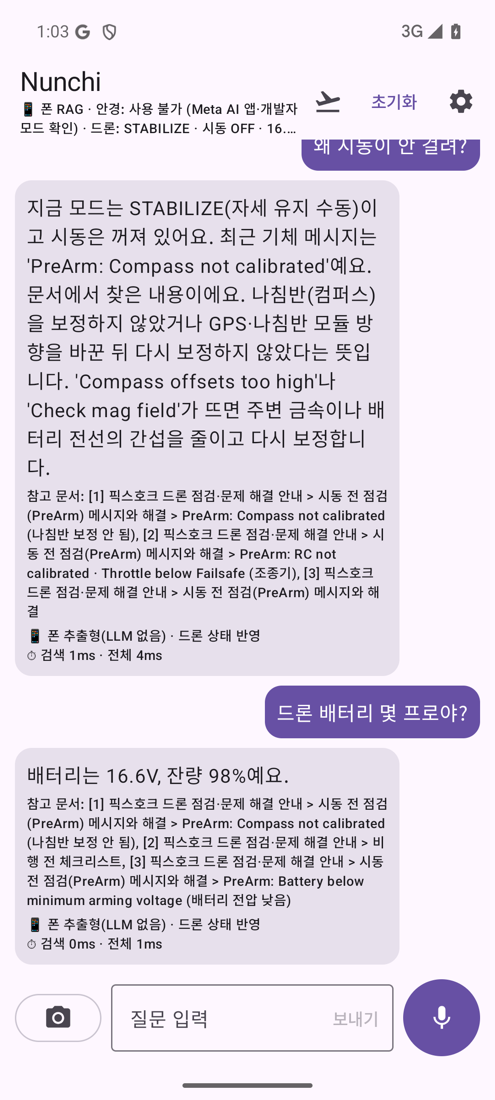 1:03
3G
Nunchi
📱 폰 RAG · 안경: 사용 불가 (Meta AI 앱·개발자
모드 확인) · 드론: STABILIZE · 시동 OFF · 16.…
초기화
왜 시동이 안 걸려?
지금 모드는 STABILIZE(자세 유지 수동)이
고 시동은 꺼져 있어요. 최근 기체 메시지는
'PreArm: Compass not calibrated'예요.
문서에서 찾은 내용이에요. 나침반(컴퍼스)
을 보정하지 않았거나 GPS·나침반 모듈 방
향을 바꾼 뒤 다시 보정하지 않았다는 뜻입
니다. 'Compass offsets too high'나
'Check mag field'가 뜨면 주변 금속이나 배
터리 전선의 간섭을 줄이고 다시 보정합니
다.
참고 문서: [1] 픽스호크 드론 점검·문제 해결 안내 > 시동 전 점검
(PreArm) 메시지와 해결 > PreArm: Compass not calibrated
(나침반 보정 안 됨), [2] 픽스호크 드론 점검·문제 해결 안내 > 시
동 전 점검(PreArm) 메시지와 해결 > PreArm: RC not
calibrated · Throttle below Failsafe (조종기), [3] 픽스호크
드론 점검·문제 해결 안내 > 시동 전 점검(PreArm) 메시지와 해
결
📱 폰 추출형(LLM 없음) · 드론 상태 반영
⏱ 검색 1ms · 전체 4ms
드론 배터리 몇 프로야?
배터리는 16.6V, 잔량 98%예요.
참고 문서: [1] 픽스호크 드론 점검·문제 해결 안내 > 시동 전 점검
(PreArm) 메시지와 해결 > PreArm: Compass not calibrated
(나침반 보정 안 됨), [2] 픽스호크 드론 점검·문제 해결 안내 > 비
행 전 체크리스트, [3] 픽스호크 드론 점검·문제 해결 안내 > 시동
전 점검(PreArm) 메시지와 해결 > PreArm: Battery below
minimum arming voltage (배터리 전압 낮음)
📱 폰 추출형(LLM 없음) · 드론 상태 반영
⏱ 검색 0ms · 전체 1ms
질문 입력
보내기